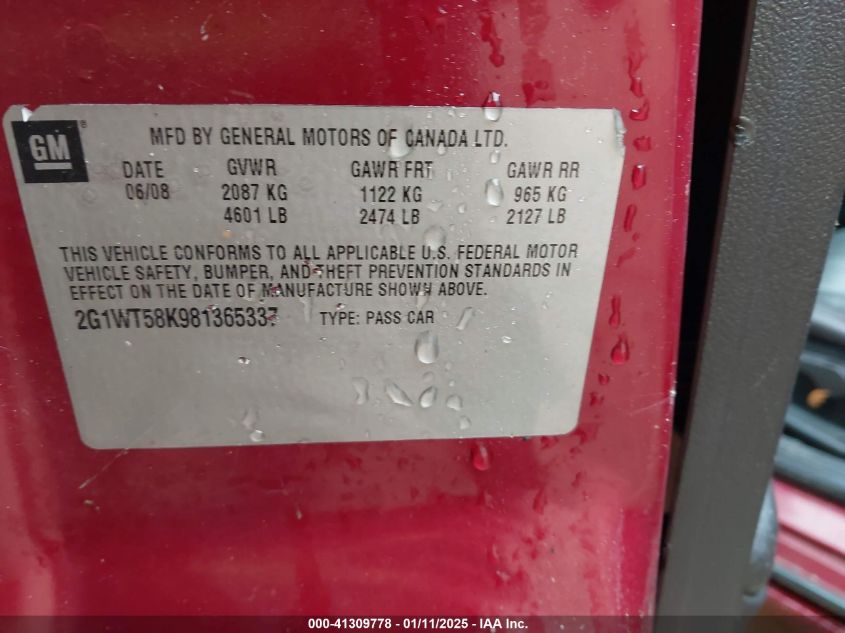 GM®
MFD BY GENERAL MOTORS OF CANADA LTD.
DATE GVWR GAWR FRT GAWR RR
06/08 2087 KG 1122 KG 965 KG
4601 LB 2474 LB 2127 LB
THIS VEHICLE CONFORMS TO ALL APPLICABLE U.S. FEDERAL MOTOR
VEHICLE SAFETY, BUMPER, AND THEFT PREVENTION STANDARDS IN
EFFECT ON THE DATE OF MANUFACTURE SHOWN ABOVE.
2G1WT58K981365337 TYPE: PASS CAR
000-41309778 - 01/11/2025 - IAA Inc.